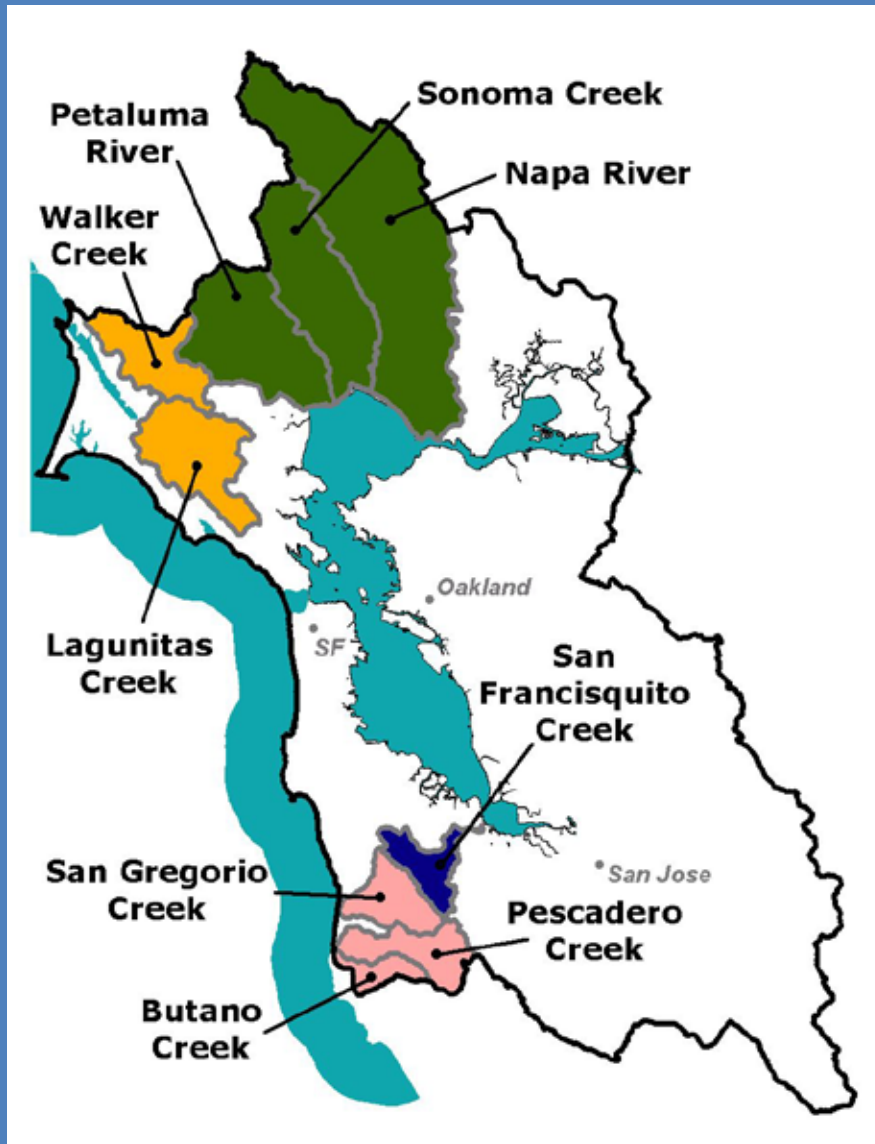 Sonoma Creek
Petaluma
River
Napa River
Walker
Creek
Oakland
SF
Lagunitas
Creek
San
Francisquito
Creek
San Gregorio
Creek
San Jose
Pescadero
Creek
Butano
Creek